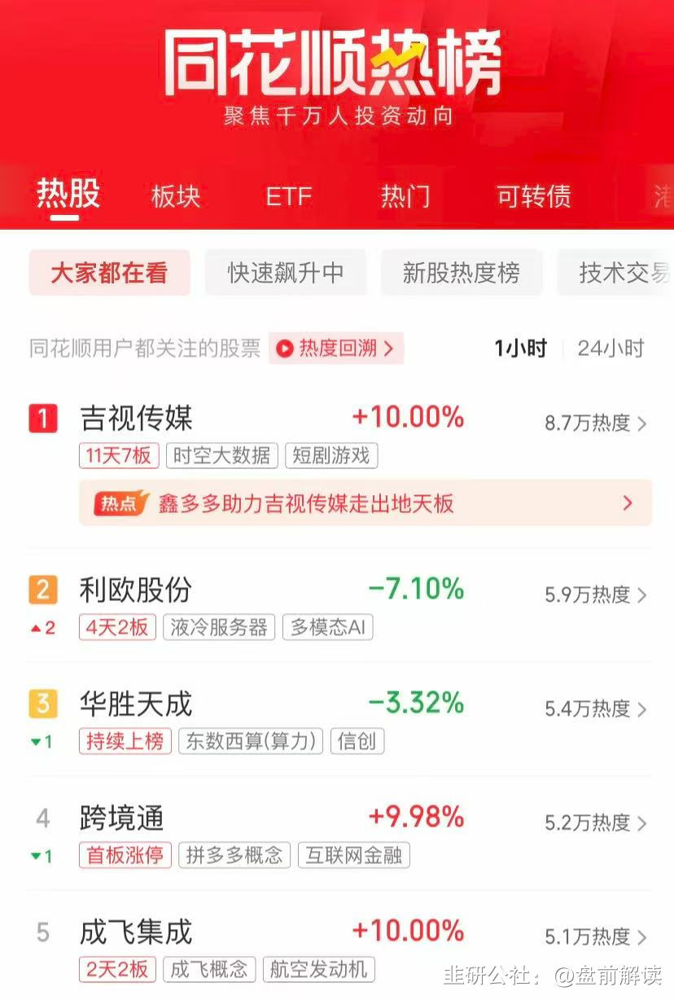 同花顺热榜
聚焦千万人投资动向
热股 板块 ETF 热门 可转债 港
大家都在看 快速飙升中 新股热度榜 技术交易
同花顺用户都关注的股票 热度回溯 1小时 24小时
1 吉视传媒 +10.00% 8.7万热度
11天7板 时空大数据 短剧游戏
热点 鑫多多助力吉视传媒走出地天板
2 利欧股份 -7.10% 5.9万热度
▲2 4天2板 液冷服务器 多模态AI
3 华胜天成 -3.32% 5.4万热度
▼1 持续上榜 东数西算(算力) 信创
4 跨境通 +9.98% 5.2万热度
▼1 首板涨停 拼多多概念 互联网金融
5 成飞集成 +10.00% 5.1万热度
2天2板 成飞概念 航空发动机
韭研公社：@盘前解读